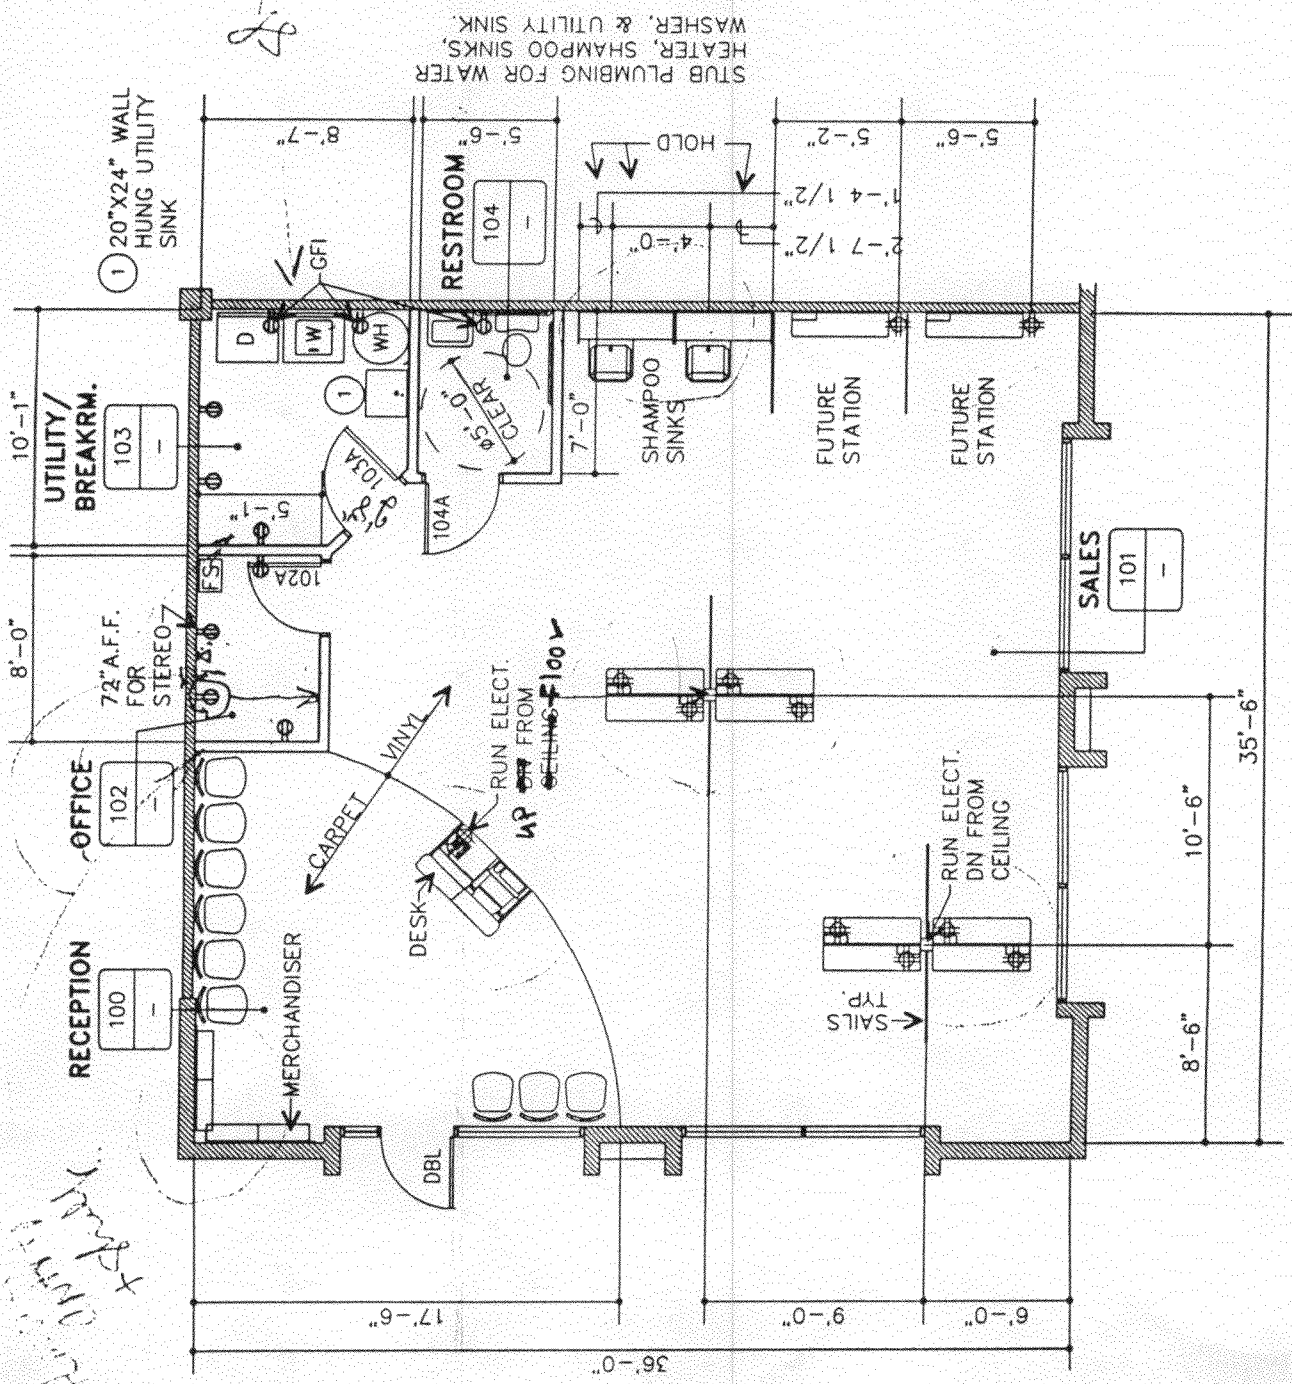 STUB PLUMBING FOR WATER
HEATER, SHAMPOO SINKS,
WASHER, & UTILITY SINK.
1
20"X24" WALL
HUNG UTILITY
SINK
8'-7"
5'-6"
HOLD
5'-2"
5'-6"
1'-4 1/2"
2'-7 1/2"
4'=0"
GFI
RESTROOM
104
-
10'-1"
UTILITY/
BREAKRM.
103
-
D
W
WH
1
ø5'-0"
CLEAR
7'-0"
SHAMPOO
SINKS
FUTURE
STATION
FUTURE
STATION
103A
104A
5'-1"
8'-0"
FS
102A
72"A.F.F.
FOR
STEREO
OFFICE
102
-
SALES
101
-
RUN ELECT.
UP FROM
CEILING
Floor
VINYL
CARPET
DESK
RECEPTION
100
-
MERCHANDISER
RUN ELECT.
DN FROM
CEILING
SAILS
TYP.
10'-6"
35'-6"
8'-6"
DBL
17'-6"
9'-0"
6'-0"
36'-0"